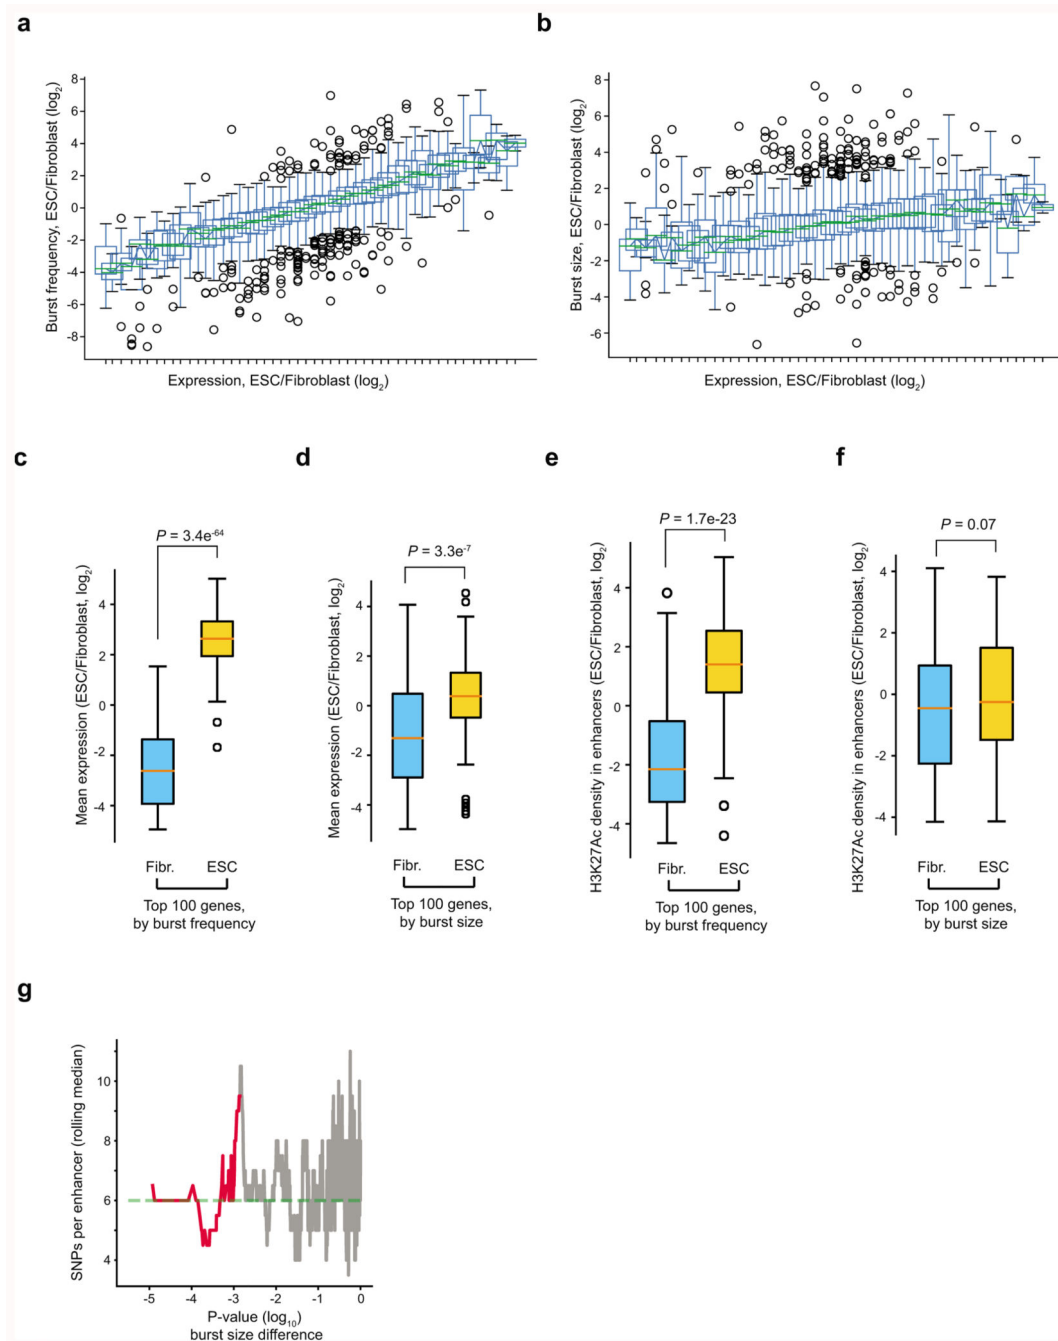 a
b
Burst frequency, ESC/Fibroblast (log2)
8
6
4
2
0
-2
-4
-6
-8
Expression, ESC/Fibroblast (log2)
Burst size, ESC/Fibroblast (log2)
8
6
4
2
0
-2
-4
-6
Expression, ESC/Fibroblast (log2)
c
d
e
f
Mean expression (ESC/Fibroblast, log2)
P = 3.4e-64
4
2
0
-2
-4
Fibr. ESC
Top 100 genes,
by burst frequency
Mean expression (ESC/Fibroblast, log2)
P = 3.3e-7
4
2
0
-2
-4
Fibr. ESC
Top 100 genes,
by burst size
H3K27Ac density in enhancers (ESC/Fibroblast, log2)
P = 1.7e-23
4
2
0
-2
-4
Fibr. ESC
Top 100 genes,
by burst frequency
H3K27Ac density in enhancers (ESC/Fibroblast, log2)
P = 0.07
4
2
0
-2
-4
Fibr. ESC
Top 100 genes,
by burst size
g
SNPs per enhancer (rolling median)
10
8
6
4
-5 -4 -3 -2 -1 0
P-value (log10)
burst size difference